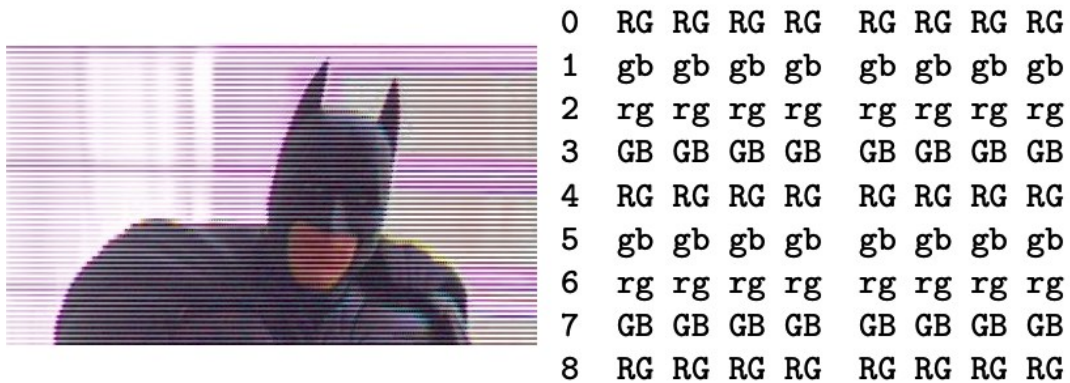 0 RG RG RG RG RG RG RG RG
1 gb gb gb gb gb gb gb gb
2 rg rg rg rg rg rg rg rg
3 GB GB GB GB GB GB GB GB
4 RG RG RG RG RG RG RG RG
5 gb gb gb gb gb gb gb gb
6 rg rg rg rg rg rg rg rg
7 GB GB GB GB GB GB GB GB
8 RG RG RG RG RG RG RG RG